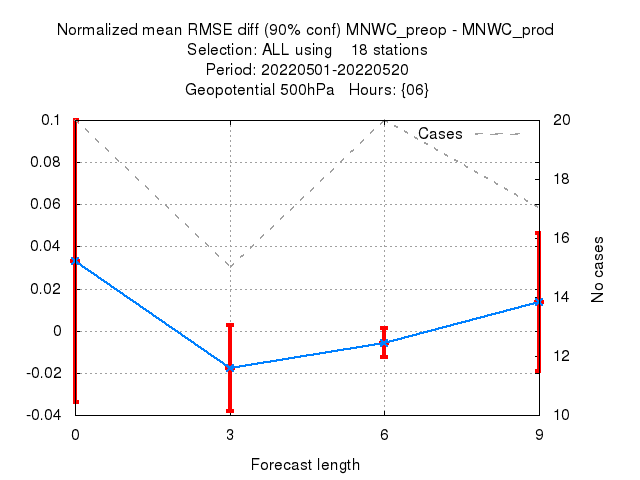 Normalized mean RMSE diff (90% conf) MNWC_preop - MNWC_prod
Selection: ALL using    18 stations
Period: 20220501-20220520
Geopotential 500hPa   Hours: {06}
Cases
0.1
0.08
0.06
0.04
0.02
0
-0.02
-0.04
20
18
16
14
12
10
No cases
0 3 6 9
Forecast length